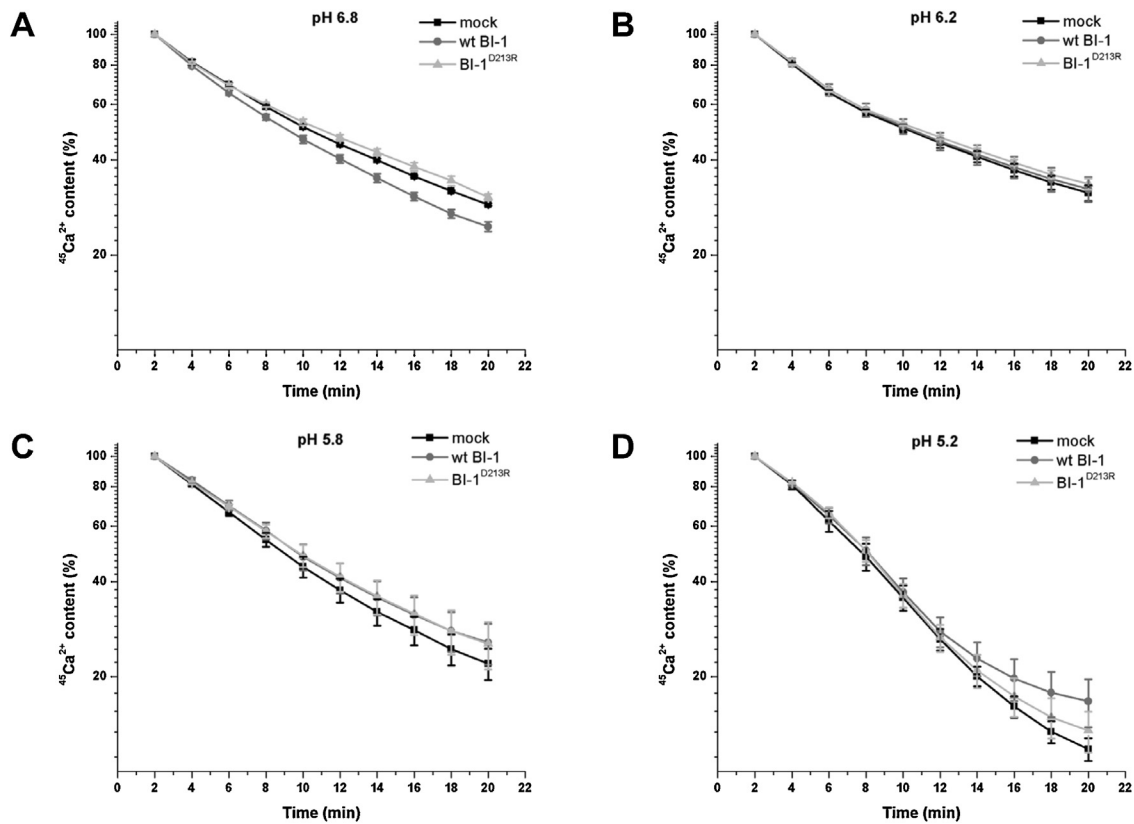 A
pH 6.8
mock
wt BI-1
BI-1D213R
100
80
60
40
20
45Ca2+ content (%)
0 2 4 6 8 10 12 14 16 18 20 22
Time (min)
B
pH 6.2
mock
wt BI-1
BI-1D213R
100
80
60
40
20
45Ca2+ content (%)
0 2 4 6 8 10 12 14 16 18 20 22
Time (min)
C
pH 5.8
mock
wt BI-1
BI-1D213R
100
80
60
40
20
45Ca2+ content (%)
0 2 4 6 8 10 12 14 16 18 20 22
Time (min)
D
pH 5.2
mock
wt BI-1
BI-1D213R
100
80
60
40
20
45Ca2+ content (%)
0 2 4 6 8 10 12 14 16 18 20 22
Time (min)